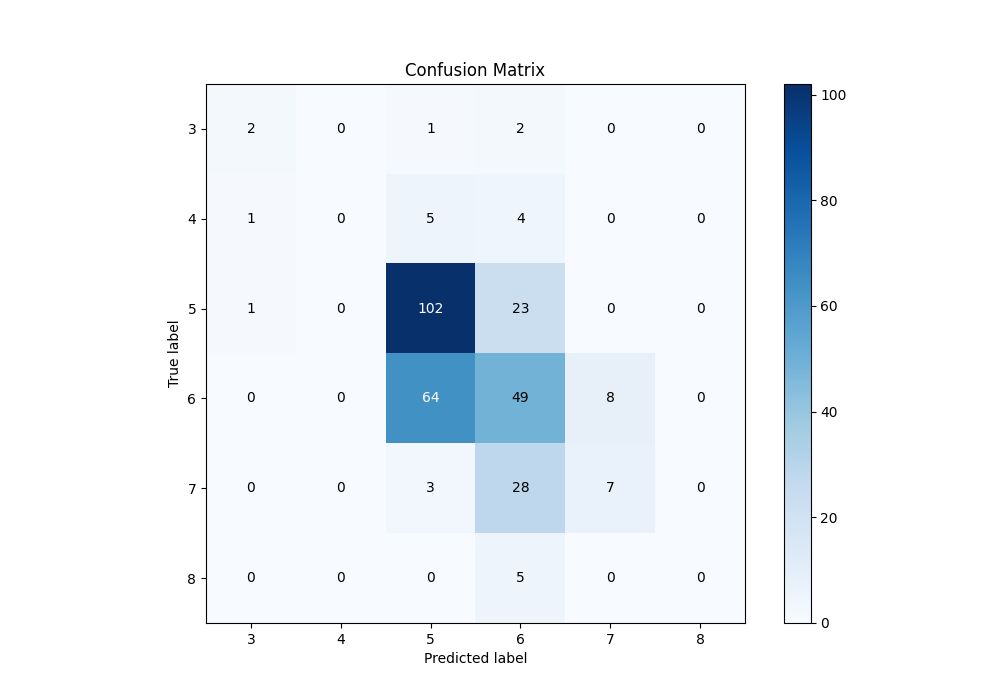 Confusion Matrix
True label
3 2 0 1 2 0 0
4 1 0 5 4 0 0
5 1 0 102 23 0 0
6 0 0 64 49 8 0
7 0 0 3 28 7 0
8 0 0 0 5 0 0
3 4 5 6 7 8
Predicted label
100
80
60
40
20
0